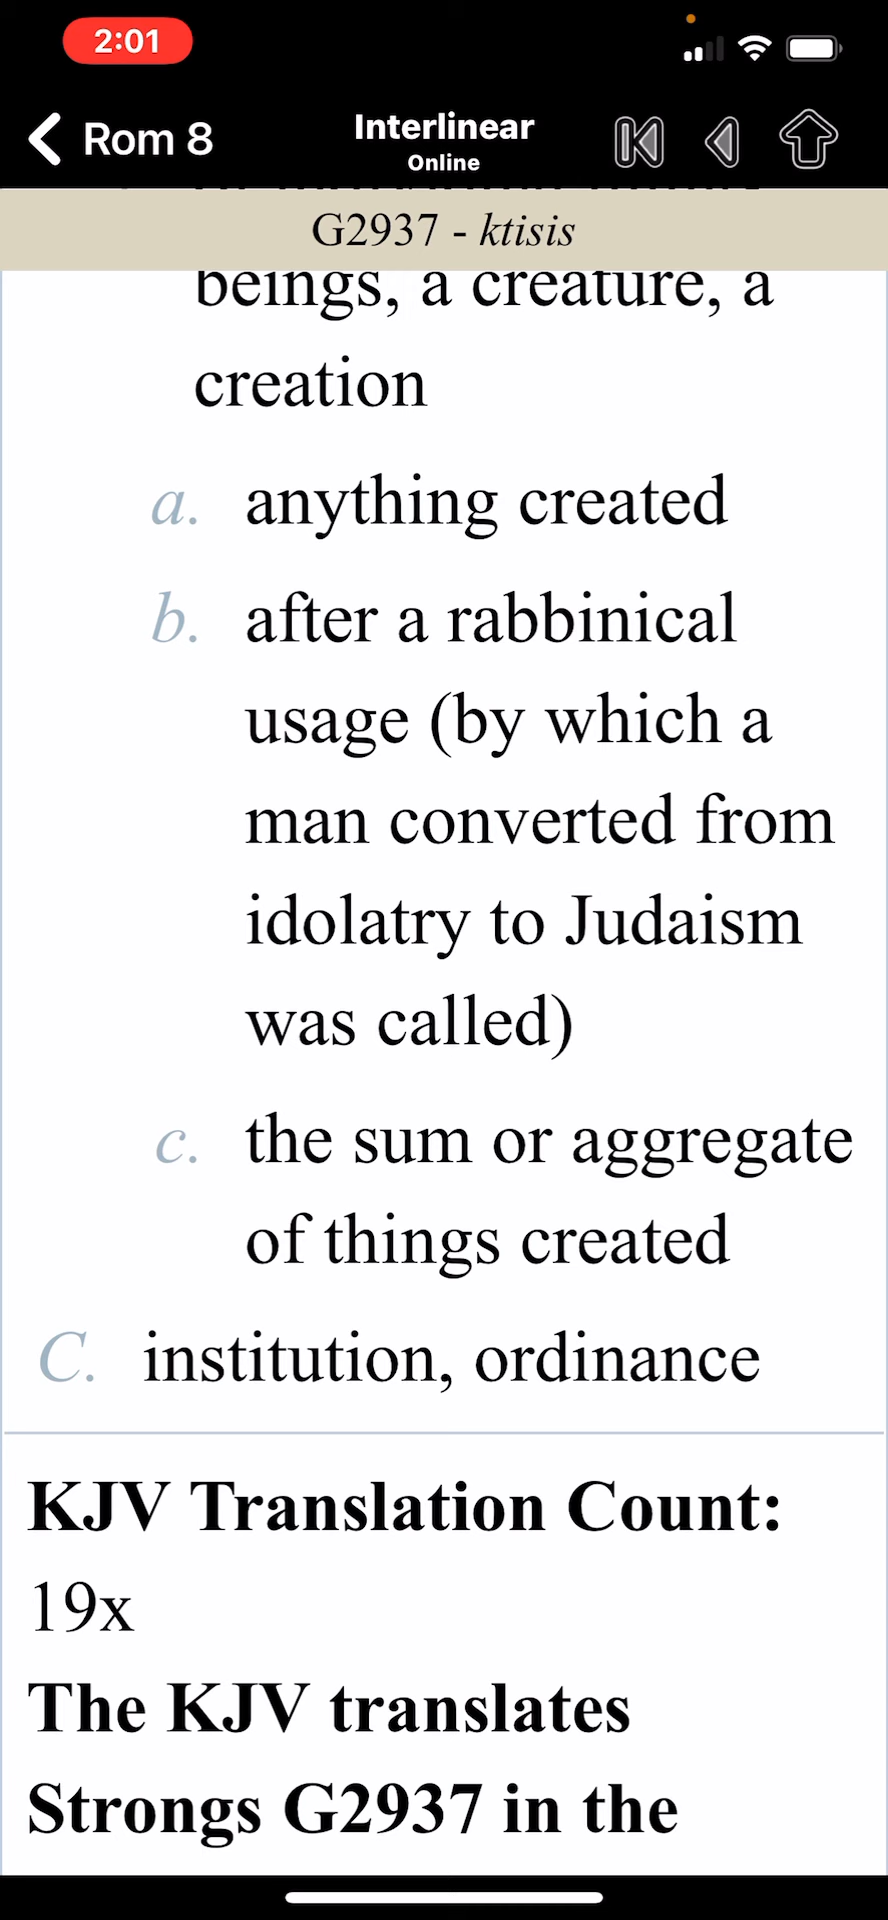 2:01
Rom 8
Interlinear
Online
G2937 - ktisis
beings, a creature, a
creation
a. anything created
b. after a rabbinical
usage (by which a
man converted from
idolatry to Judaism
was called)
c. the sum or aggregate
of things created
C. institution, ordinance
KJV Translation Count:
19x
The KJV translates
Strongs G2937 in the